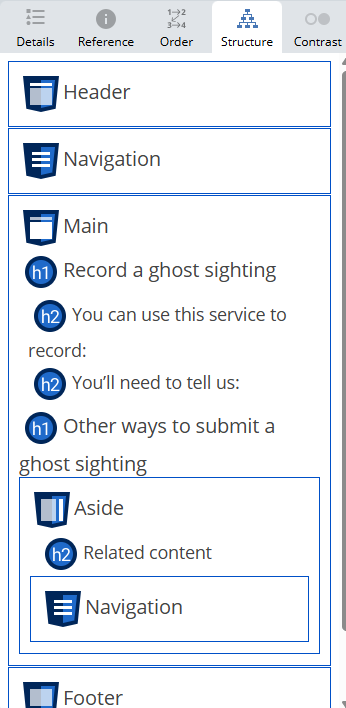 Details Reference Order Structure Contrast
Header
Navigation
Main
h1 Record a ghost sighting
h2 You can use this service to
record:
h2 You’ll need to tell us:
h1 Other ways to submit a
ghost sighting
Aside
h2 Related content
Navigation
Footer